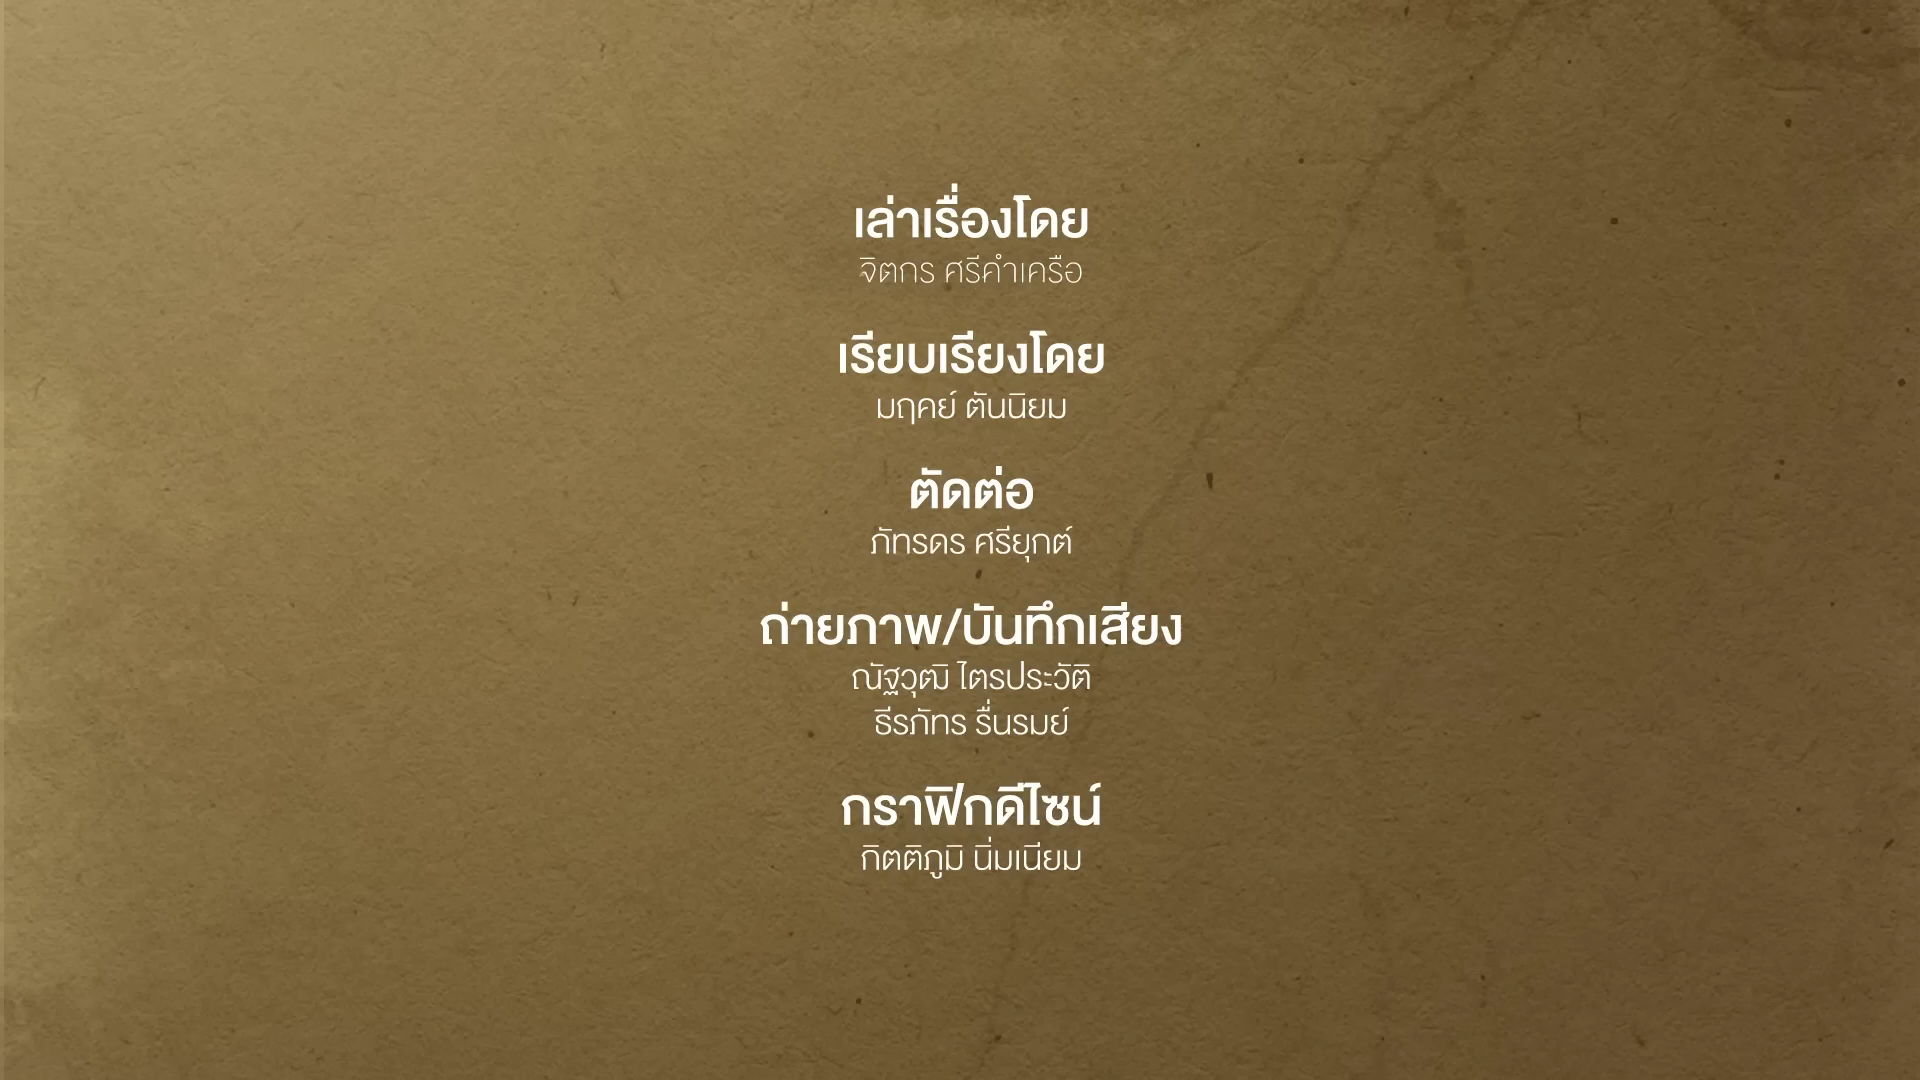 เล่าเรื่องโดย
จิตกร ศรีคำเครือ
เรียบเรียงโดย
มฤคย์ ตันนิยม
ตัดต่อ
ภัทรดร ศรียุกต์
ถ่ายภาพ/บันทึกเสียง
ณัฐวุฒิ ไตรประวัติ
ธีรภัทร รื่นรมย์
กราฟิกดีไซน์
กิตติภูมิ นิ่มเนียม